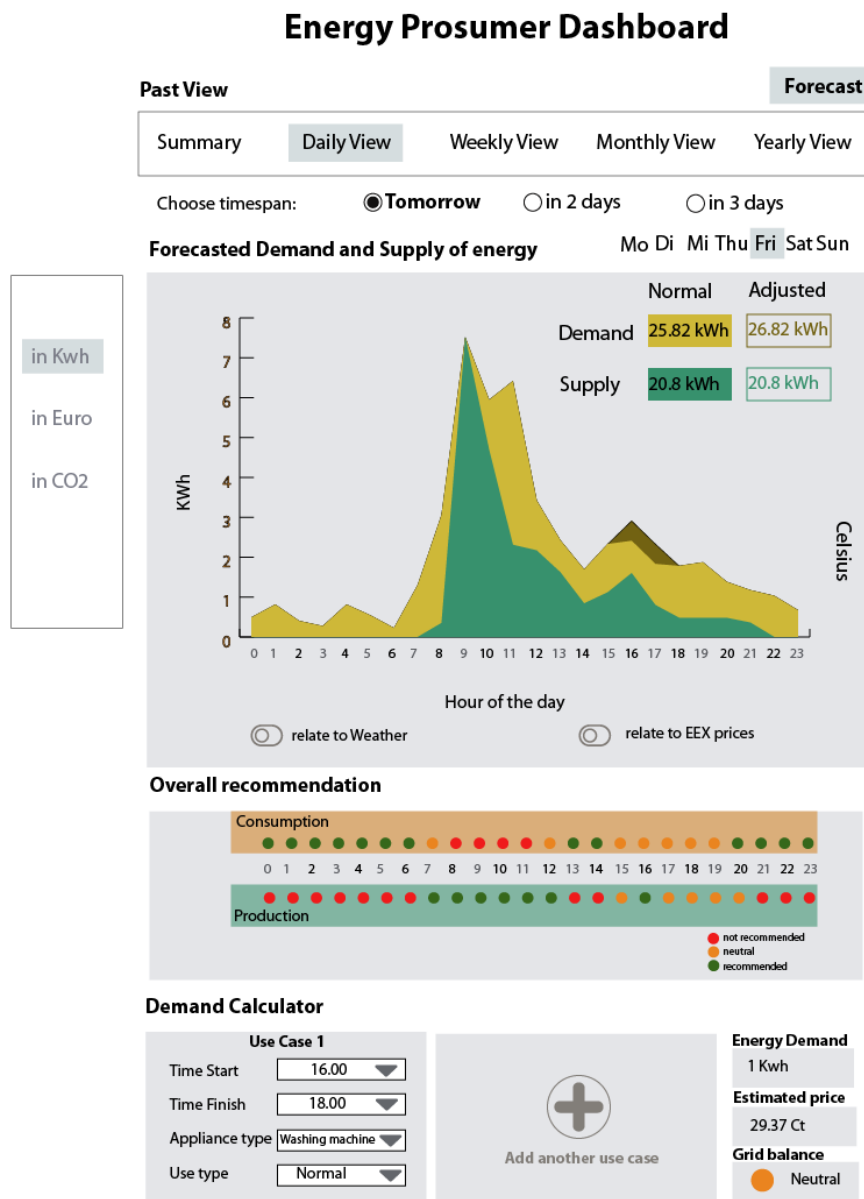 Energy Prosumer Dashboard
Past View
Forecast
Summary Daily View Weekly View Monthly View Yearly View
Choose timespan: Tomorrow in 2 days in 3 days
Forecasted Demand and Supply of energy
Mo Di Mi Thu Fri Sat Sun
in Kwh
in Euro
in CO2
Normal Adjusted
Demand 25.82 kWh 26.82 kWh
Supply 20.8 kWh 20.8 kWh
8
7
6
5
4
3
2
1
0
KWh
Celsius
0 1 2 3 4 5 6 7 8 9 10 11 12 13 14 15 16 17 18 19 20 21 22 23
Hour of the day
relate to Weather
relate to EEX prices
Overall recommendation
Consumption
0 1 2 3 4 5 6 7 8 9 10 11 12 13 14 15 16 17 18 19 20 21 22 23
Production
not recommended
neutral
recommended
Demand Calculator
Use Case 1
Time Start 16.00
Time Finish 18.00
Appliance type Washing machine
Use type Normal
Add another use case
Energy Demand
1 Kwh
Estimated price
29.37 Ct
Grid balance
Neutral